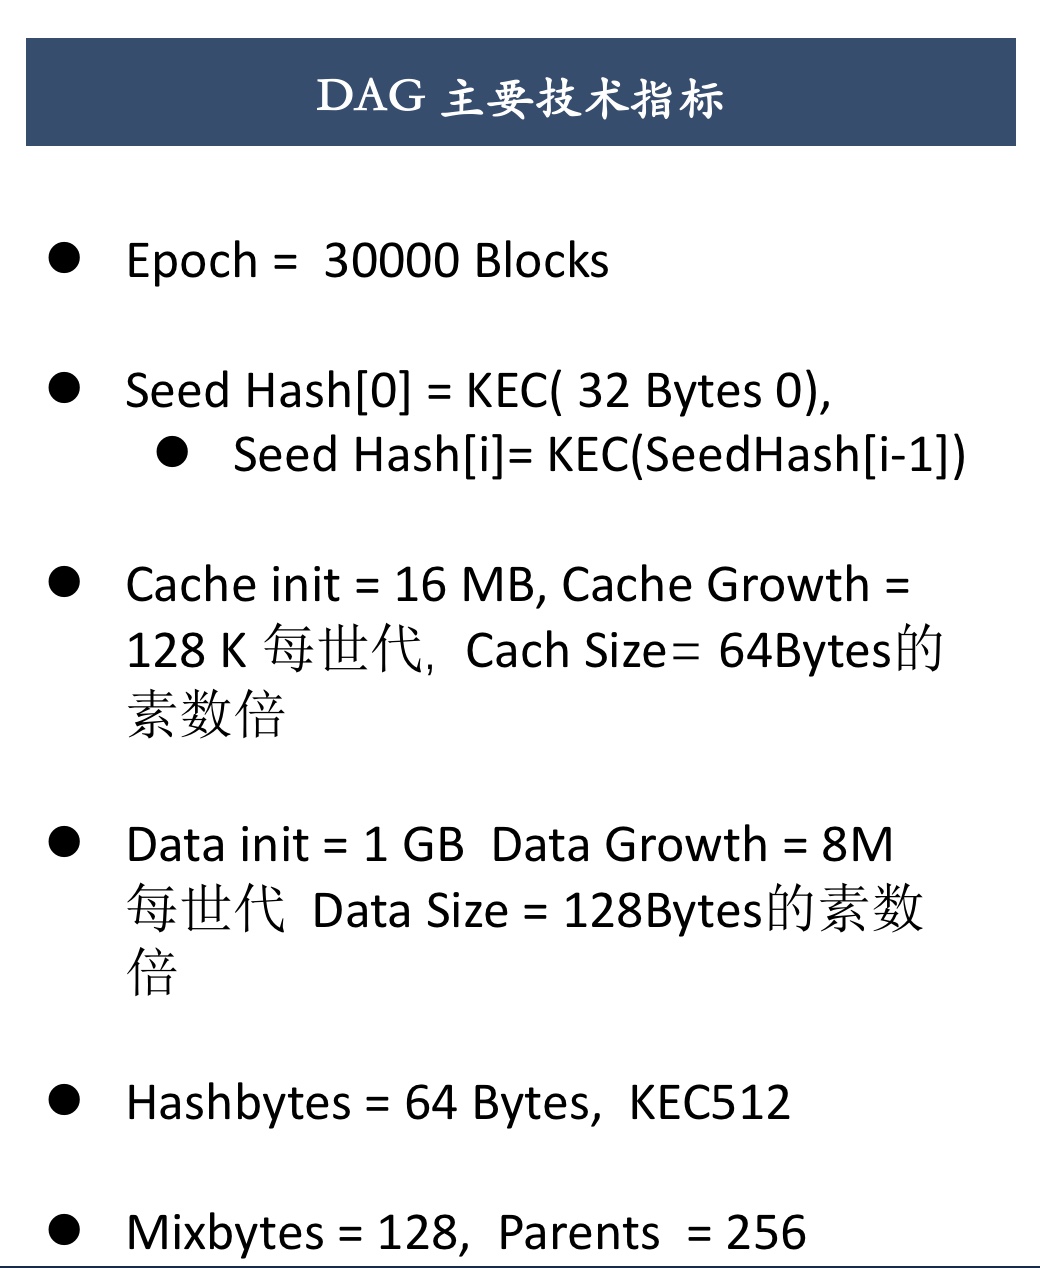 DAG 主要技术指标
● Epoch =  30000 Blocks
● Seed Hash[0] = KEC( 32 Bytes 0),
● Seed Hash[i]= KEC(SeedHash[i-1])
● Cache init = 16 MB, Cache Growth =
128 K 每世代,  Cach Size= 64Bytes的
素数倍
● Data init = 1 GB  Data Growth = 8M
每世代  Data Size = 128Bytes的素数
倍
● Hashbytes = 64 Bytes,  KEC512
● Mixbytes = 128,  Parents  = 256